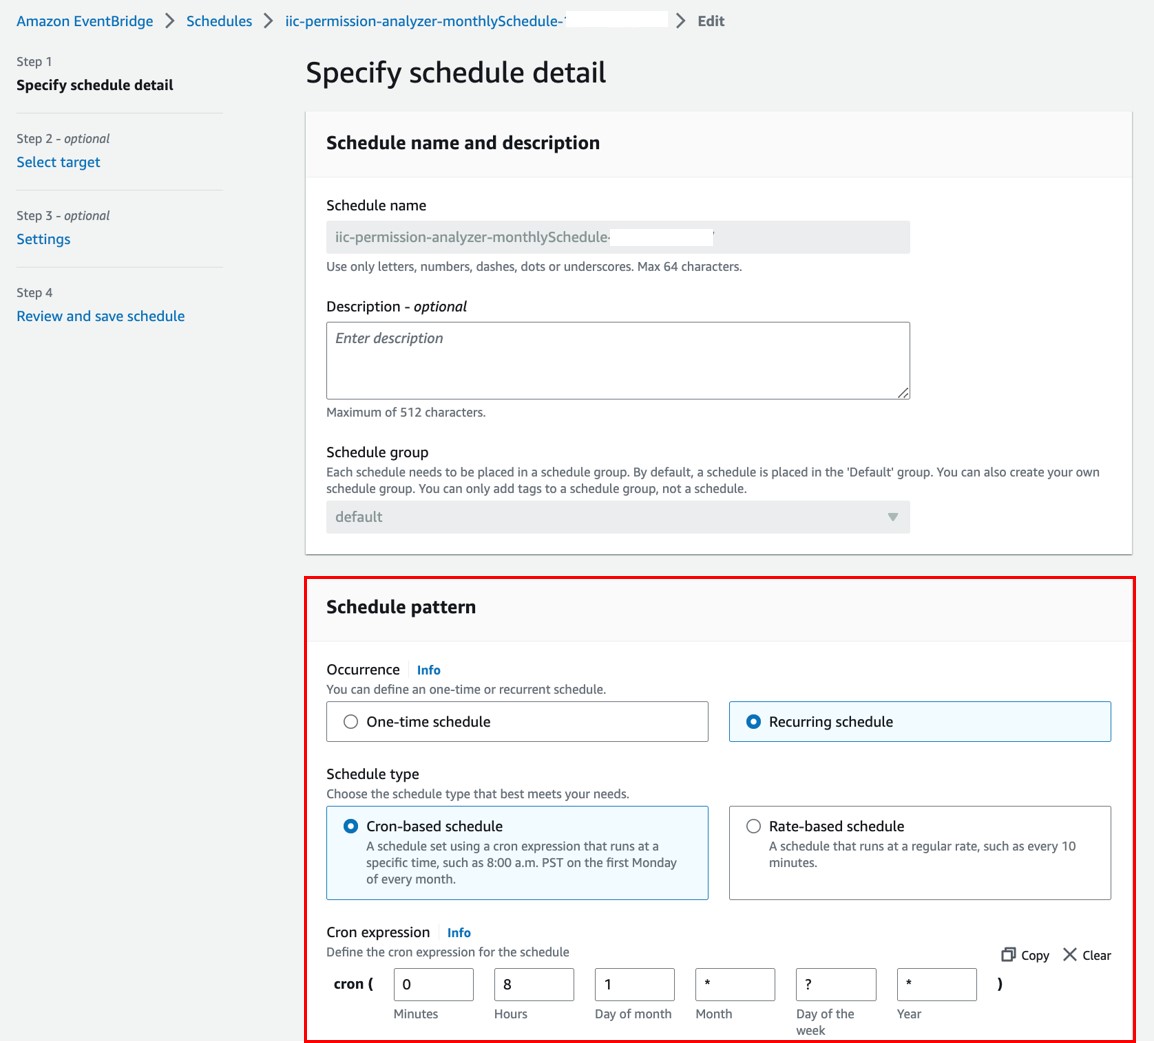 Amazon EventBridge > Schedules > iic-permission-analyzer-monthlySchedule- > Edit
Step 1
Specify schedule detail
Step 2 - optional
Select target
Step 3 - optional
Settings
Step 4
Review and save schedule
Specify schedule detail
Schedule name and description
Schedule name
iic-permission-analyzer-monthlySchedule-
Use only letters, numbers, dashes, dots or underscores. Max 64 characters.
Description - optional
Enter description
Maximum of 512 characters.
Schedule group
Each schedule needs to be placed in a schedule group. By default, a schedule is placed in the 'Default' group. You can also create your own
schedule group. You can only add tags to a schedule group, not a schedule.
default
Schedule pattern
Occurrence Info
You can define an one-time or recurrent schedule.
One-time schedule
Recurring schedule
Schedule type
Choose the schedule type that best meets your needs.
Cron-based schedule
A schedule set using a cron expression that runs at a
specific time, such as 8:00 a.m. PST on the first Monday
of every month.
Rate-based schedule
A schedule that runs at a regular rate, such as every 10
minutes.
Cron expression Info
Define the cron expression for the schedule
Copy Clear
cron ( 0 8 1 * ? * )
Minutes Hours Day of month Month Day of the Year
week